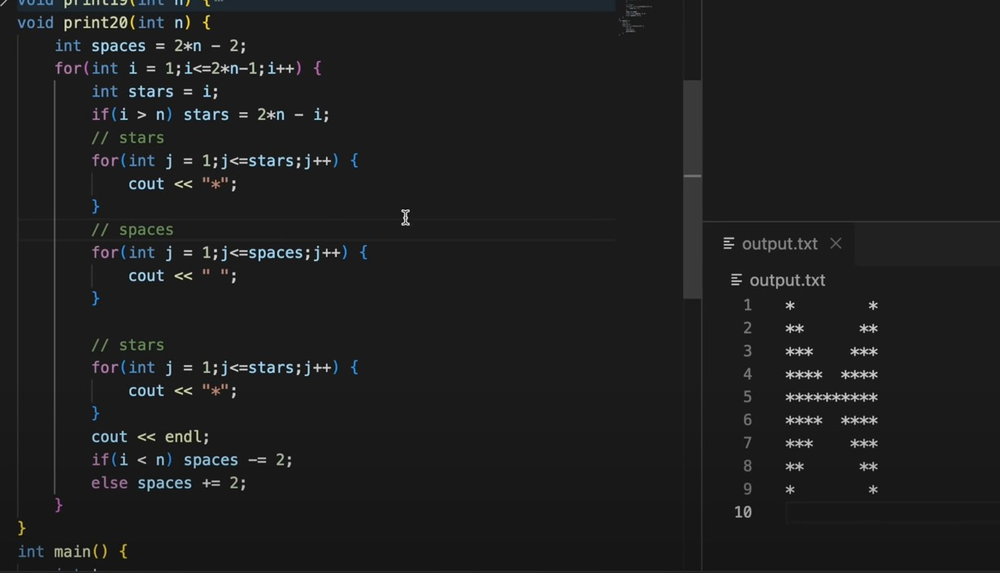 void print19(int n) {
void print20(int n) {
    int spaces = 2*n - 2;
    for(int i = 1;i<=2*n-1;i++) {
        int stars = i;
        if(i > n) stars = 2*n - i;
        // stars
        for(int j = 1;j<=stars;j++) {
            cout << "*";
        }
        // spaces
        for(int j = 1;j<=spaces;j++) {
            cout << " ";
        }

        // stars
        for(int j = 1;j<=stars;j++) {
            cout << "*";
        }
        cout << endl;
        if(i < n) spaces -= 2;
        else spaces += 2;
    }
}
int main() {
output.txt
output.txt
1 *        *
2 **      **
3 ***    ***
4 ****  ****
5 **********
6 ****  ****
7 ***    ***
8 **      **
9 *        *
10